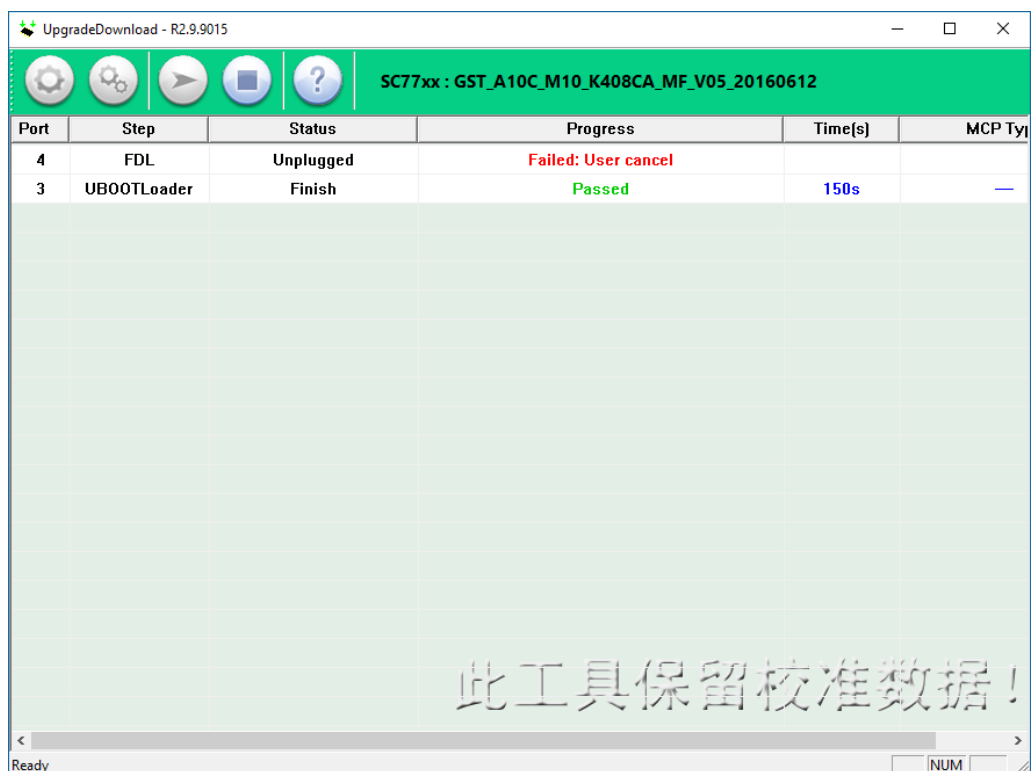 UpgradeDownload - R2.9.9015
SC77xx : GST_A10C_M10_K408CA_MF_V05_20160612
Port Step Status Progress Time(s) MCP Typ
4 FDL Unplugged Failed: User cancel
3 UBOOTLoader Finish Passed 150s —
此工具保留校准数据!
Ready NUM